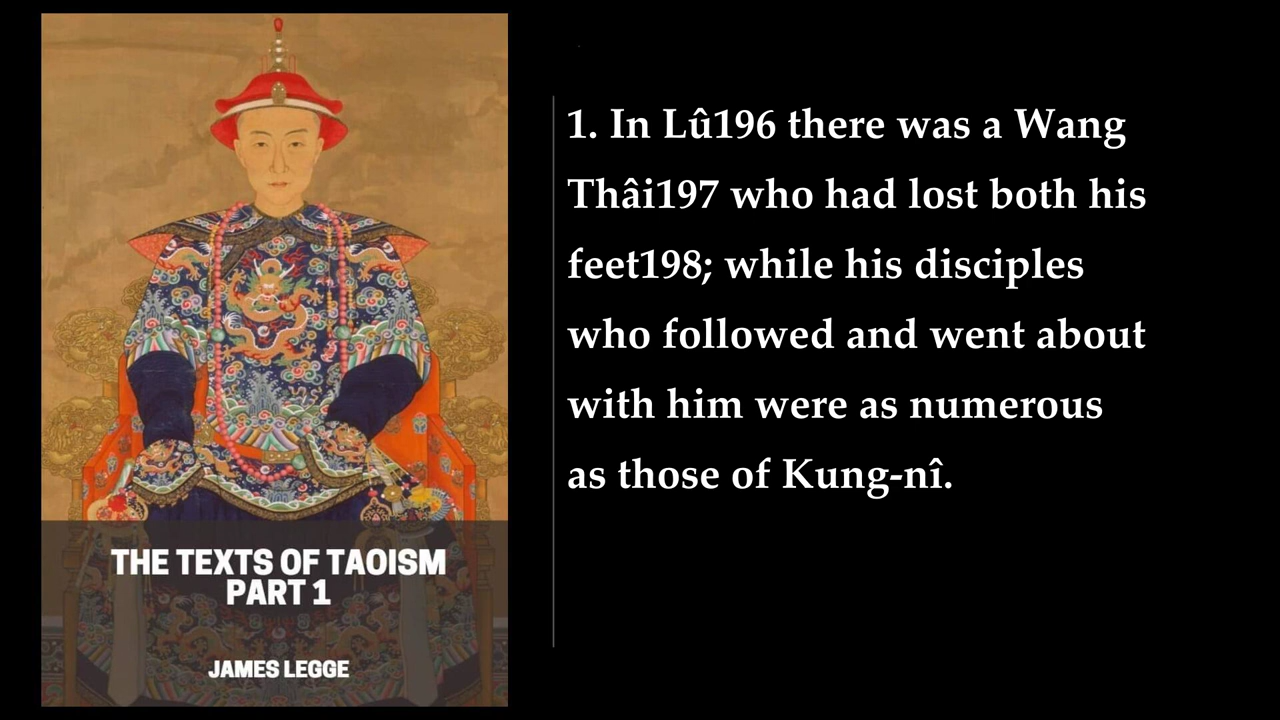 THE TEXTS OF TAOISM
PART 1
JAMES LEGGE
1. In Lû196 there was a Wang
Thâi197 who had lost both his
feet198; while his disciples
who followed and went about
with him were as numerous
as those of Kung-nî.